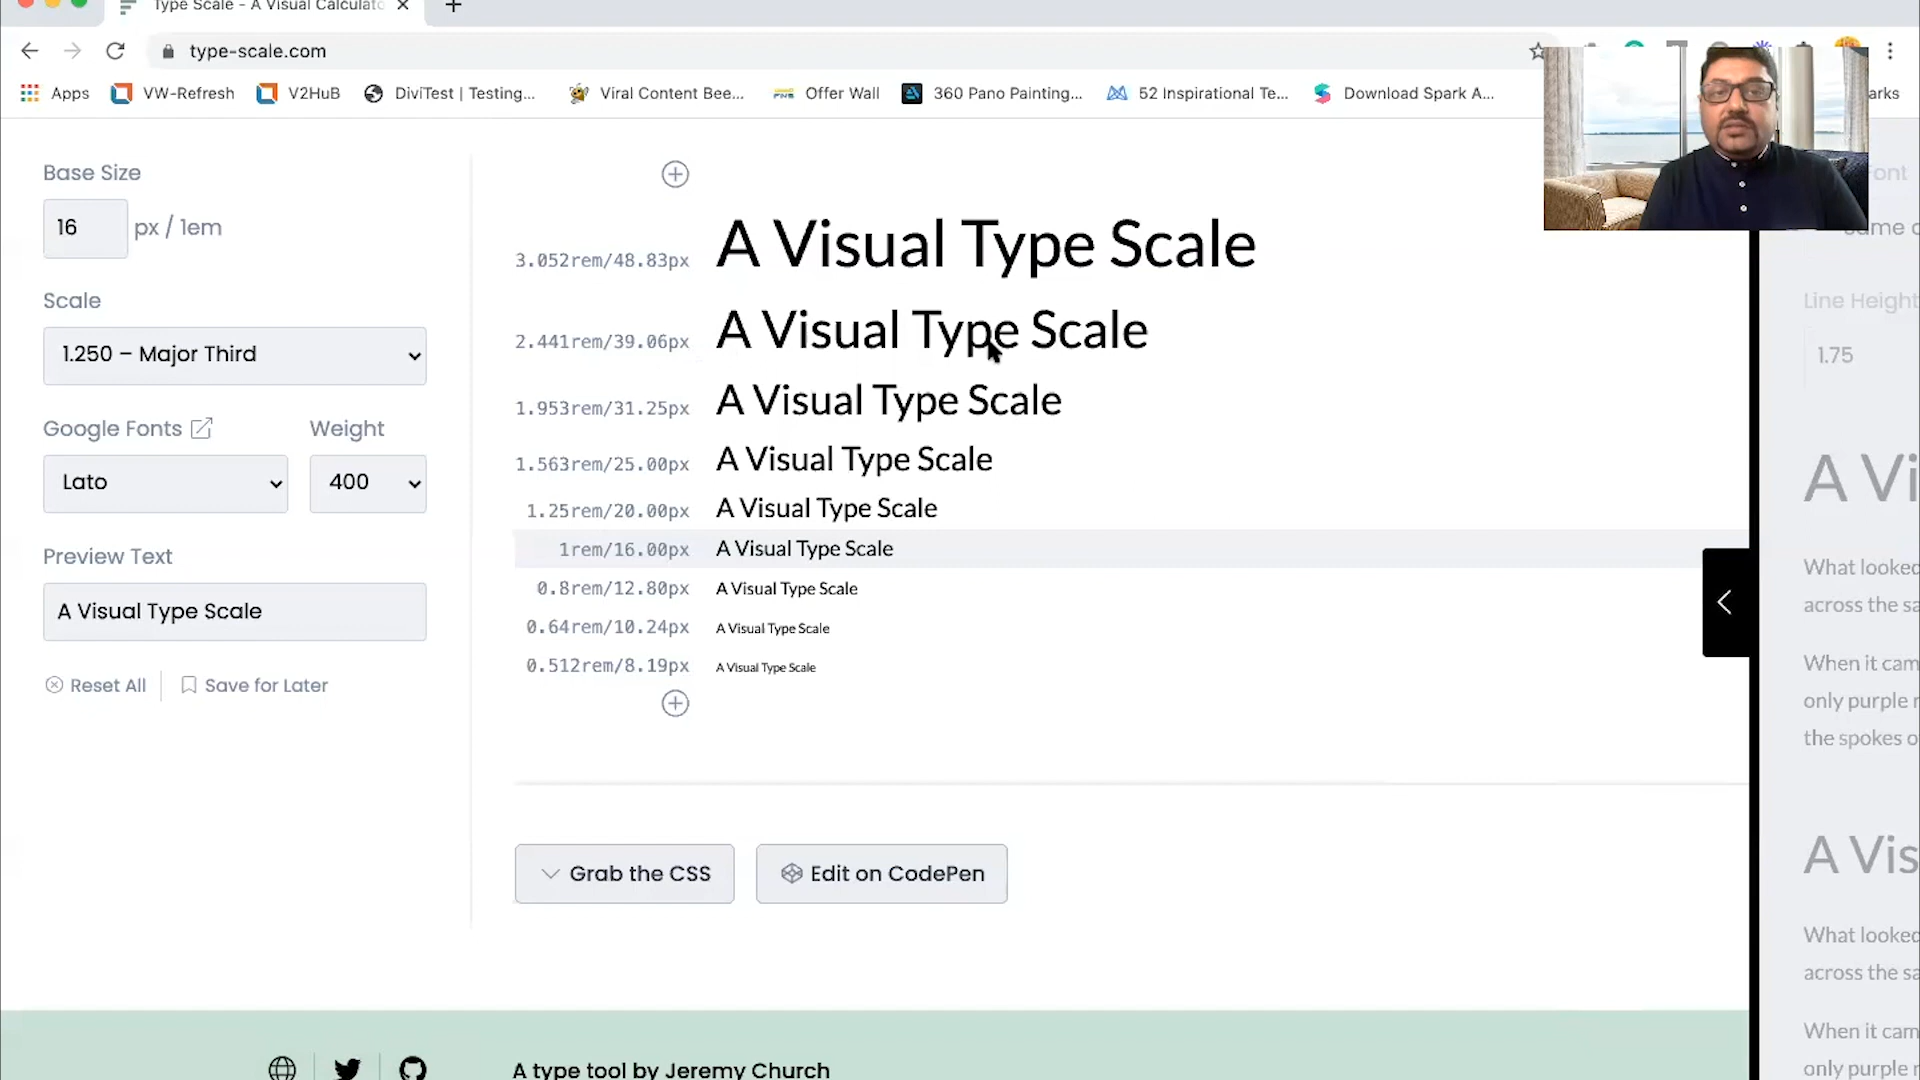 Type Scale - A Visual Calculato
type-scale.com
Apps
VW-Refresh
V2HuB
DiviTest | Testing...
Viral Content Bee...
Offer Wall
360 Pano Painting...
52 Inspirational Te...
Download Spark A...
arks
Base Size
16 px / 1em
Scale
1.250 – Major Third
Google Fonts Weight
Lato 400
Preview Text
A Visual Type Scale
Reset All Save for Later
3.052rem/48.83px A Visual Type Scale
2.441rem/39.06px A Visual Type Scale
1.953rem/31.25px A Visual Type Scale
1.563rem/25.00px A Visual Type Scale
1.25rem/20.00px A Visual Type Scale
1rem/16.00px A Visual Type Scale
0.8rem/12.80px A Visual Type Scale
0.64rem/10.24px A Visual Type Scale
0.512rem/8.19px A Visual Type Scale
Grab the CSS Edit on CodePen
A type tool by Jeremy Church
Font
Line Height
1.75
A Vi
What looked
across the sa
When it cam
only purple r
the spokes o
A Vis
What looked
across the sa
When it cam
only purple r